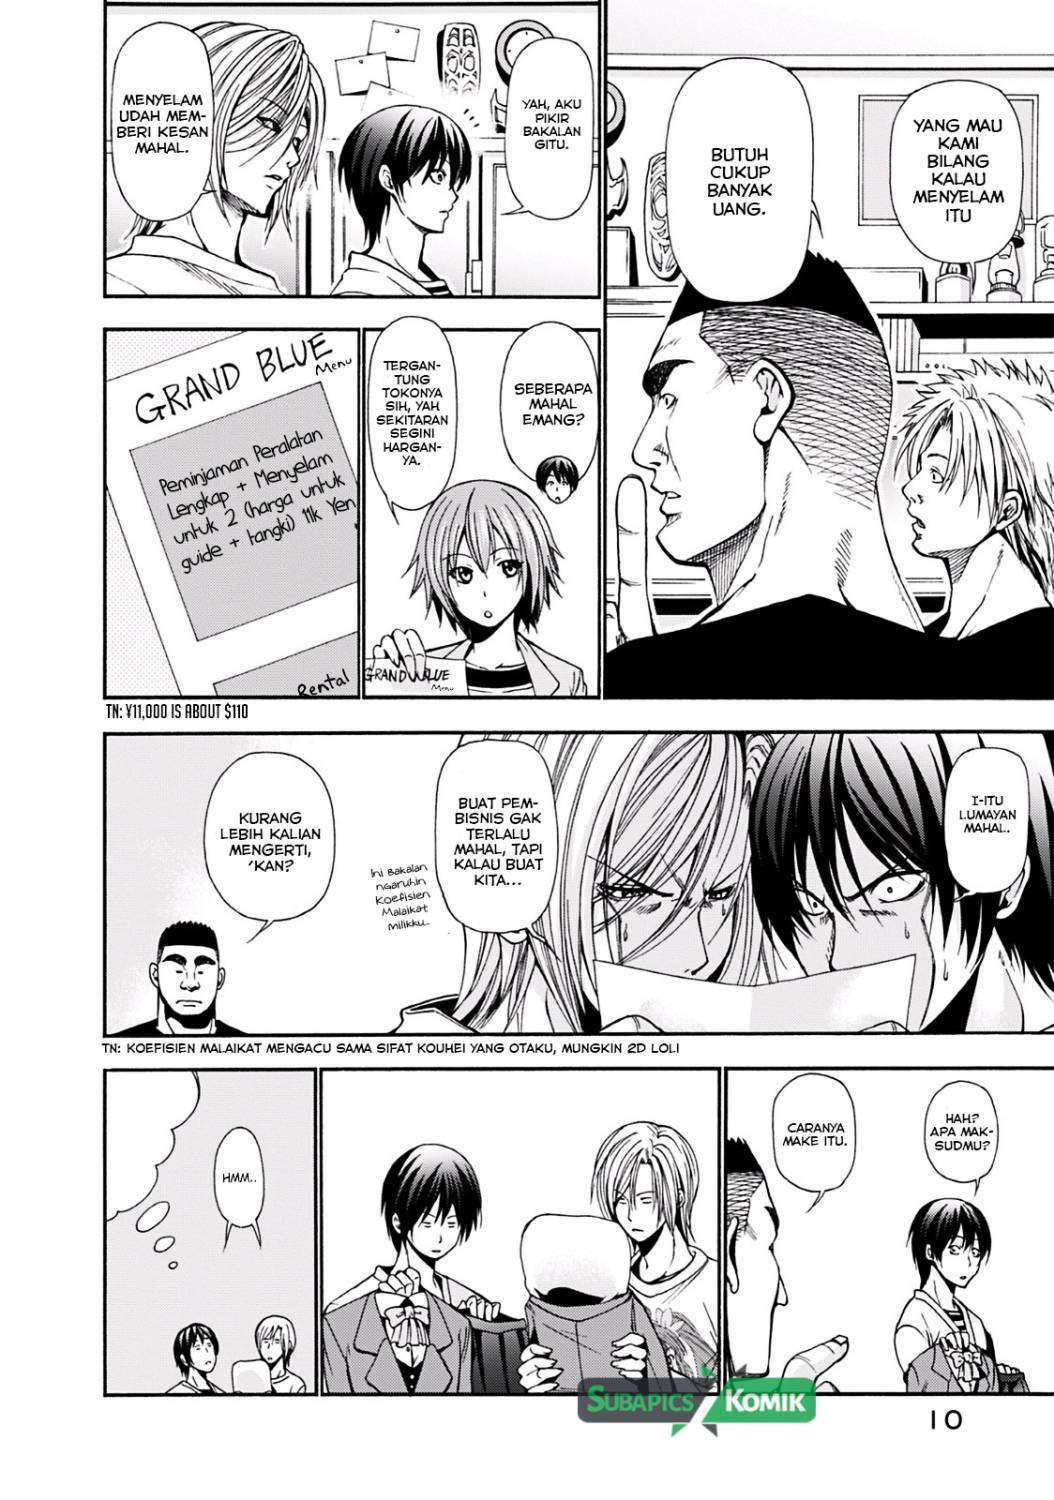 YANG MAU
KAMI
BILANG
KALAU
MENYELAM
ITU
BUTUH
CUKUP
BANYAK
UANG.
YAH, AKU
PIKIR
BAKALAN
GITU.
MENYELAM
UDAH MEM-
BERI KESAN
MAHAL.
SEBERAPA
MAHAL
EMANG?
TERGAN-
TUNG
TOKONYA
SIH, YAH
SEKITARAN
SEGINI
HARGAN-
YA.
GRAND BLUE
Menu
GRAND BLUE
Menu
Peminjaman Peralatan
Lengkap + Menyelam
untuk 2 (harga untuk
guide + tangki) 11k Yen
Rental
TN: ¥11,000 IS ABOUT $110
I-ITU
LUMAYAN
MAHAL.
BUAT PEM-
BISNIS GAK
TERLALU
MAHAL, TAPI
KALAU BUAT
KITA...
Ini Bakalan
ngaruhin
Koefisien
Malaikat
milikku..
KURANG
LEBIH KALIAN
MENGERTI,
'KAN?
TN: KOEFISIEN MALAIKAT MENGACU SAMA SIFAT KOUHEI YANG OTAKU, MUNGKIN 2D LOLI
HAH?
APA MAK-
SUDMU?
CARANYA
MAKE ITU.
HMM..
SUBAPICS KOMIK
10